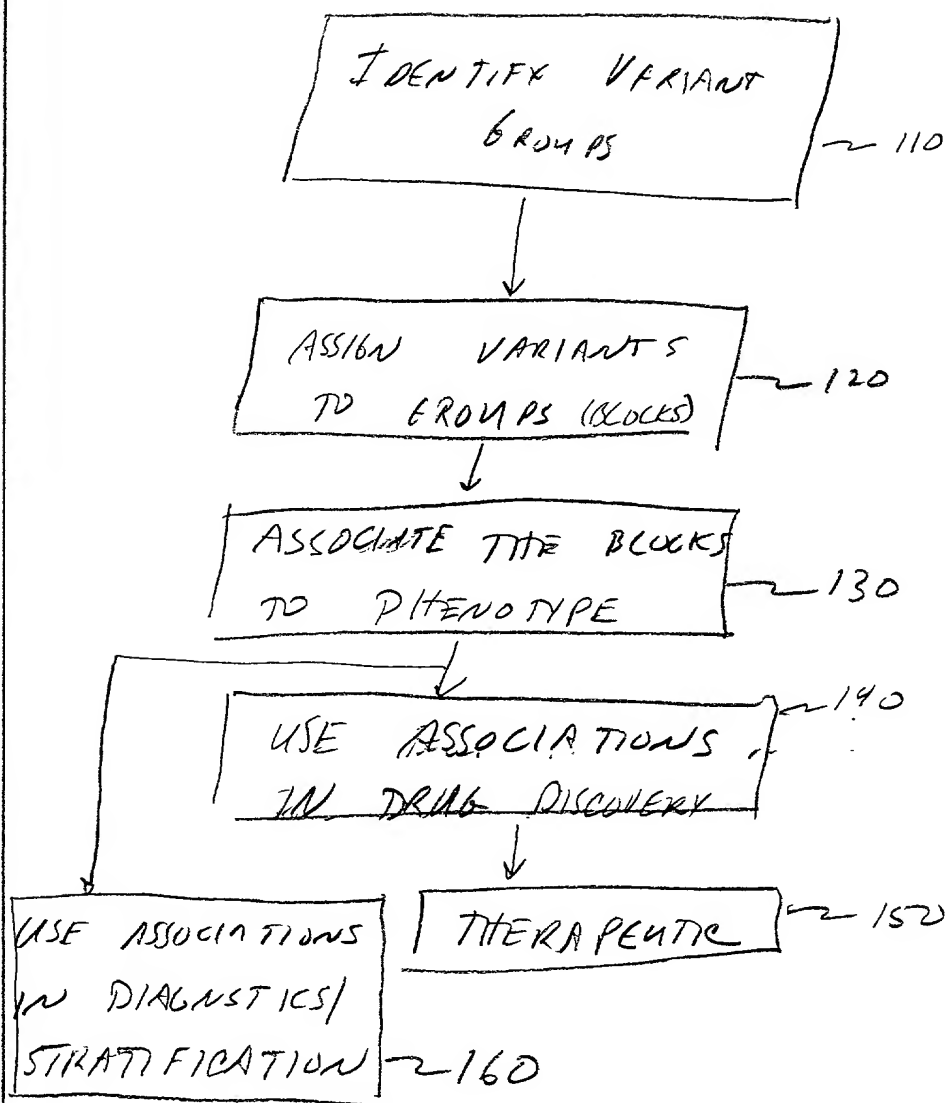 IDENTIFY VARIANT
GROUPS
110
ASSIGN VARIANTS
TO GROUPS (BLOCKS)
120
ASSOCIATE THE BLOCKS
TO PHENOTYPE
130
USE ASSOCIATIONS
IN DRUG DISCOVERY
140
THERAPEUTIC
150
USE ASSOCIATIONS
IN DIAGNSTICS/
STRATIFICATION
160